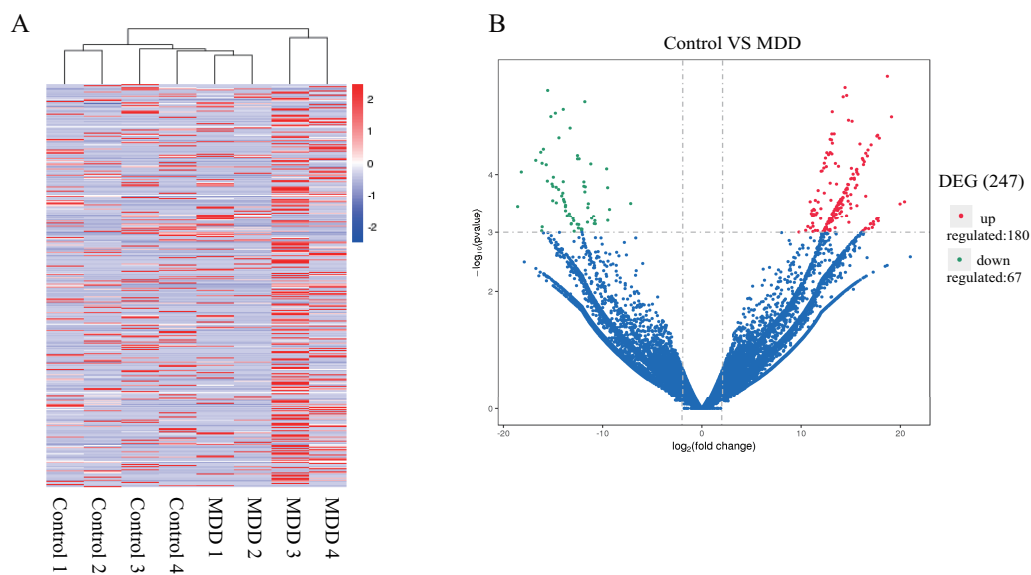 A
2
1
0
-1
-2
Control 1
Control 2
Control 3
Control 4
MDD 1
MDD 2
MDD 3
MDD 4
B
Control VS MDD
−log₁₀(pvalue)
4
3
2
0
-20
-10
0
10
20
log₂(fold change)
DEG (247)
up
regulated:180
down
regulated:67